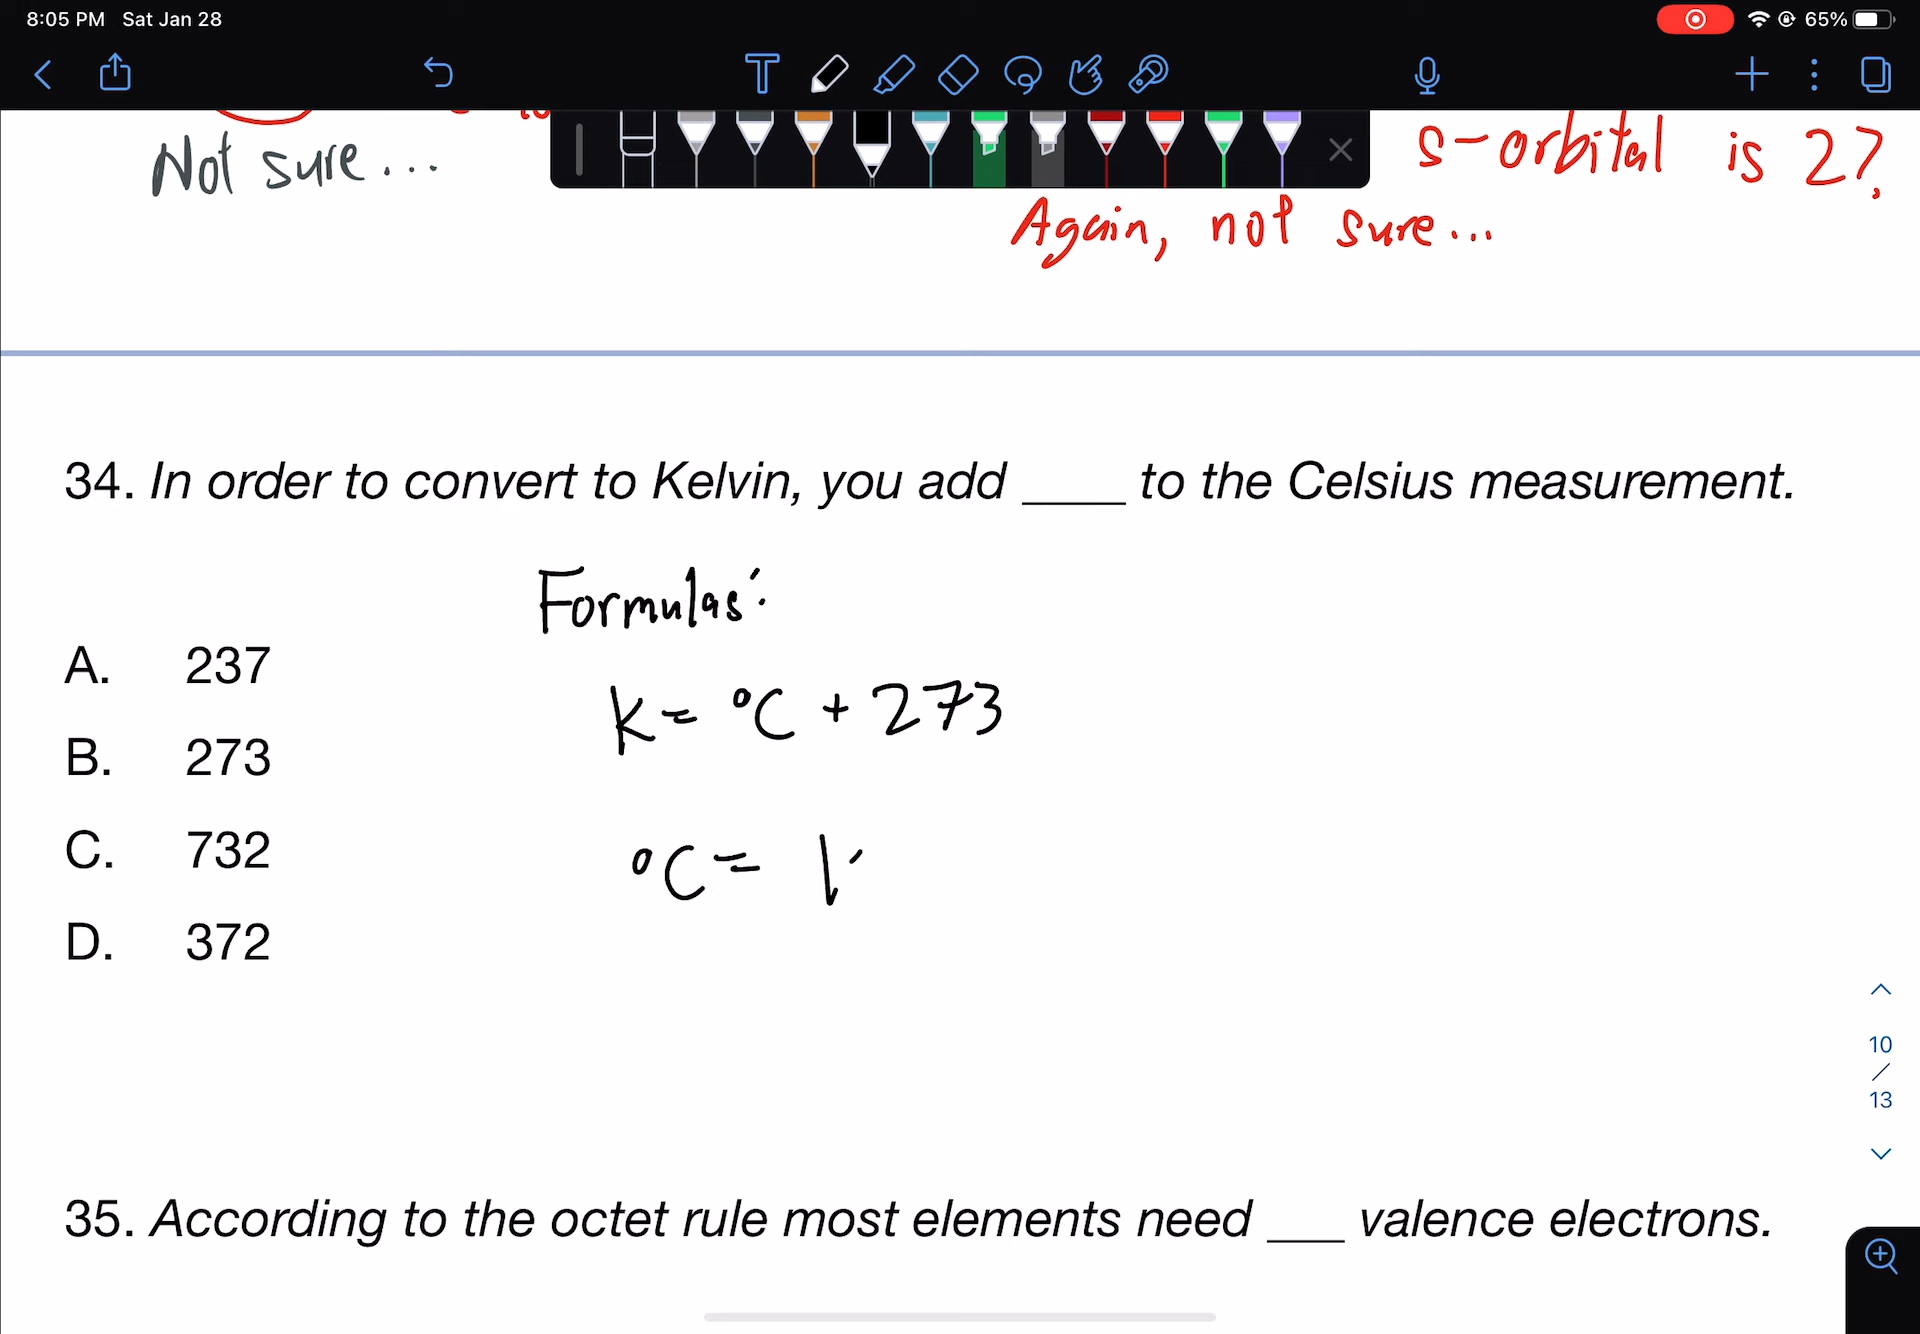 8:05 PM Sat Jan 28
65%
s-orbital is 2?
Not sure...
Again, not sure...
34. In order to convert to Kelvin, you add ____ to the Celsius measurement.
Formulas:
A. 237
K = °C + 273
B. 273
C. 732
°C =
D. 372
10
/
13
35. According to the octet rule most elements need ___ valence electrons.